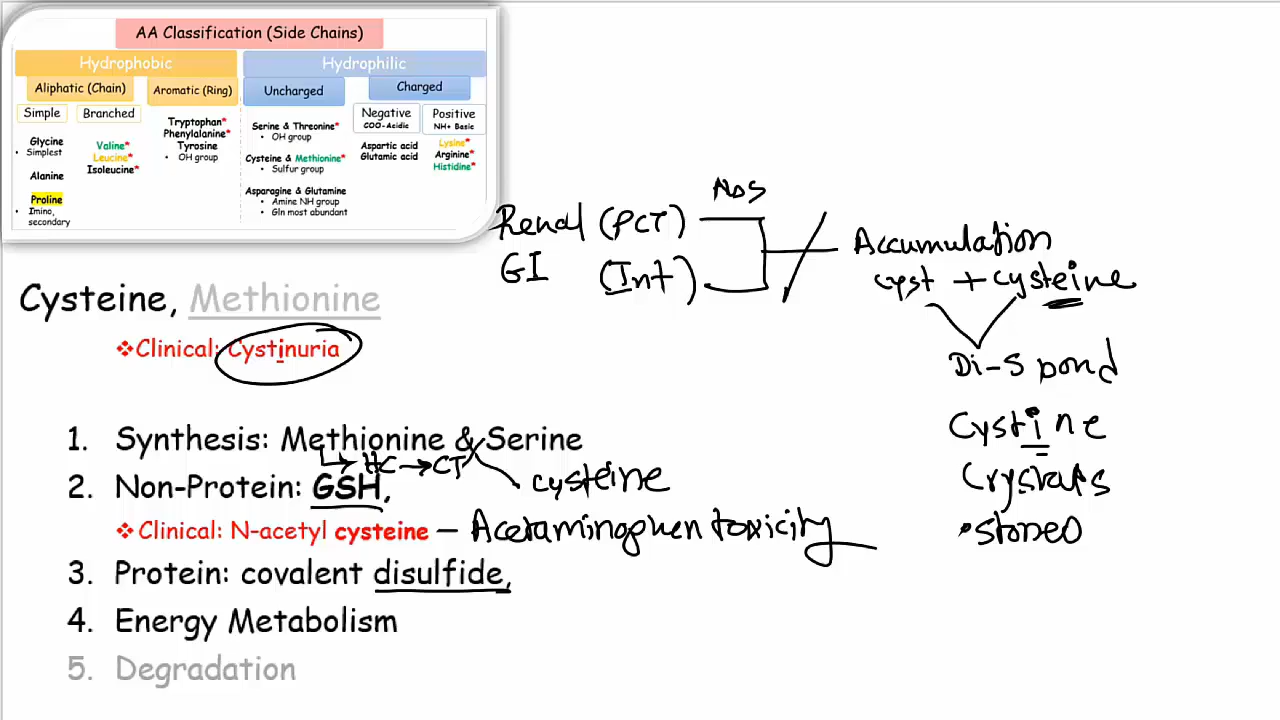 AA Classification (Side Chains)
Hydrophobic
Hydrophilic
Aliphatic (Chain)
Aromatic (Ring)
Uncharged
Charged
Simple
Branched
Negative
COO-Acidic
Positive
NH+ Basic
Glycine
• Simplest
Alanine
Proline
• Imino, secondary
Valine*
Leucine*
Isoleucine*
Tryptophan*
Phenylalanine*
Tyrosine
• OH group
Serine & Threonine*
• OH group
Cysteine & Methionine*
• Sulfur group
Asparagine & Glutamine
• Amine NH group
• Gln most abundant
Aspartic acid
Glutamic acid
Lysine*
Arginine*
Histidine*
Renal (PCT)
GI (Int)
Abs
Accumulation
cyst + cysteine
Di-S bond
Cystine
Crystals
• stones
Cysteine, Methionine
❖Clinical: Cystinuria
1. Synthesis: Methionine & Serine
HC → CT
cysteine
2. Non-Protein: GSH,
❖Clinical: N-acetyl cysteine – Acetaminophen toxicity
3. Protein: covalent disulfide,
4. Energy Metabolism
5. Degradation